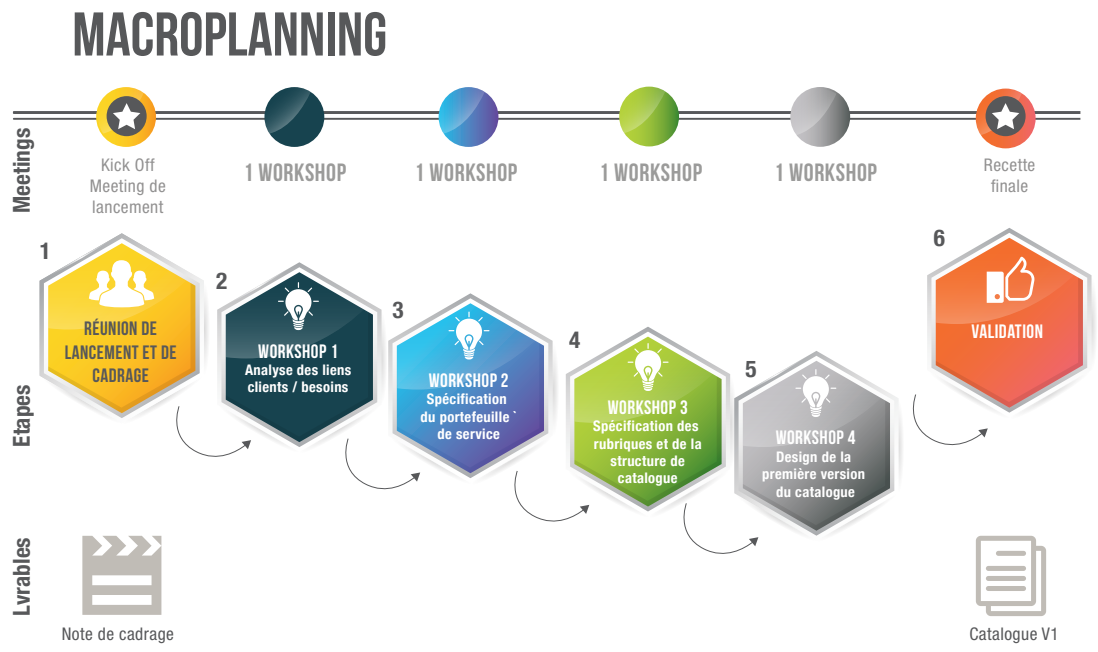 MACROPLANNING
Meetings
Kick Off
Meeting de
lancement
1 WORKSHOP
1 WORKSHOP
1 WORKSHOP
1 WORKSHOP
Recette
finale
Etapes
1
RÉUNION DE
LANCEMENT ET DE
CADRAGE
2
WORKSHOP 1
Analyse des liens
clients / besoins
3
WORKSHOP 2
Spécification
du portefeuille `
de service
4
WORKSHOP 3
Spécification des
rubriques et de la
structure de
catalogue
5
WORKSHOP 4
Design de la
première version
du catalogue
6
VALIDATION
Lvrables
Note de cadrage
Catalogue V1